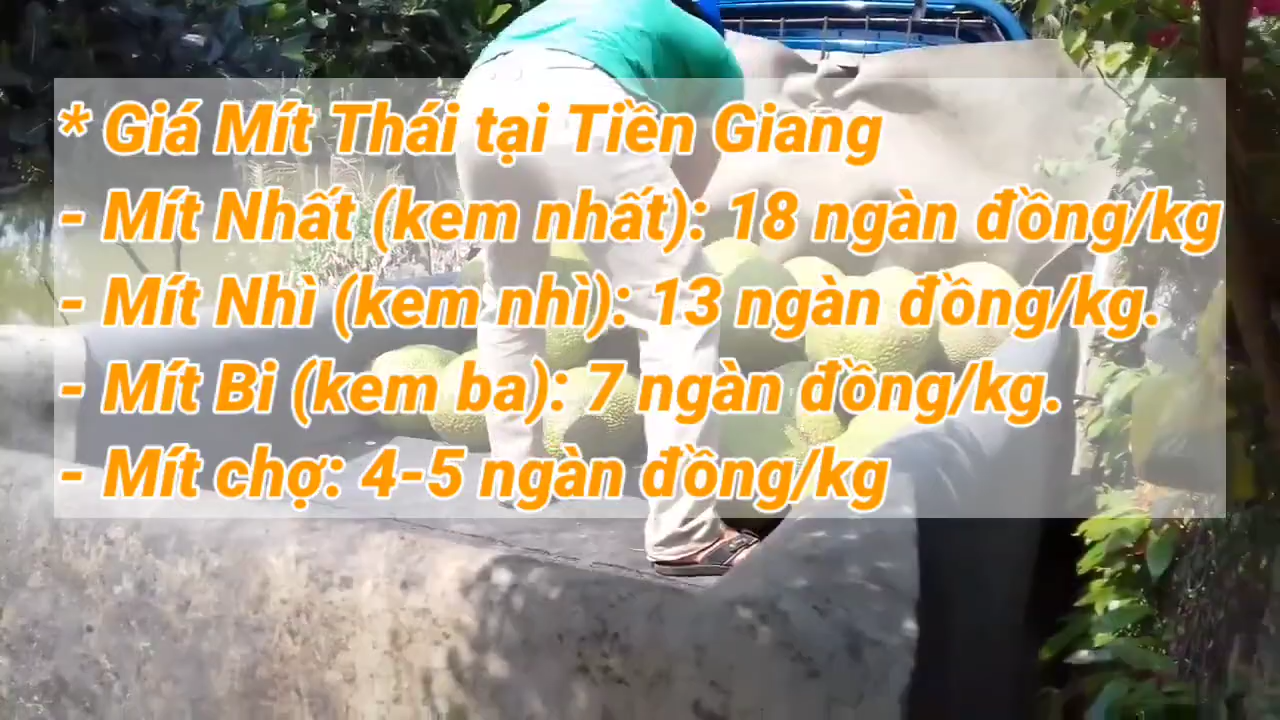 * Giá Mít Thái tại Tiền Giang
- Mít Nhất (kem nhất): 18 ngàn đồng/kg
- Mít Nhì (kem nhì): 13 ngàn đồng/kg.
- Mít Bi (kem ba): 7 ngàn đồng/kg.
- Mít chợ: 4-5 ngàn đồng/kg